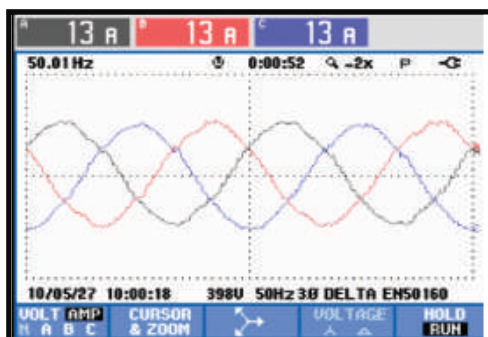 A 13 A B 13 A C 13 A
50.01Hz 0:00:52 -2x P
10/05/27 10:00:18 398V 50Hz 3Ø DELTA EN50160
VOLT AMP CURSOR VOLTAGE HOLD
N A B C & ZOOM RUN